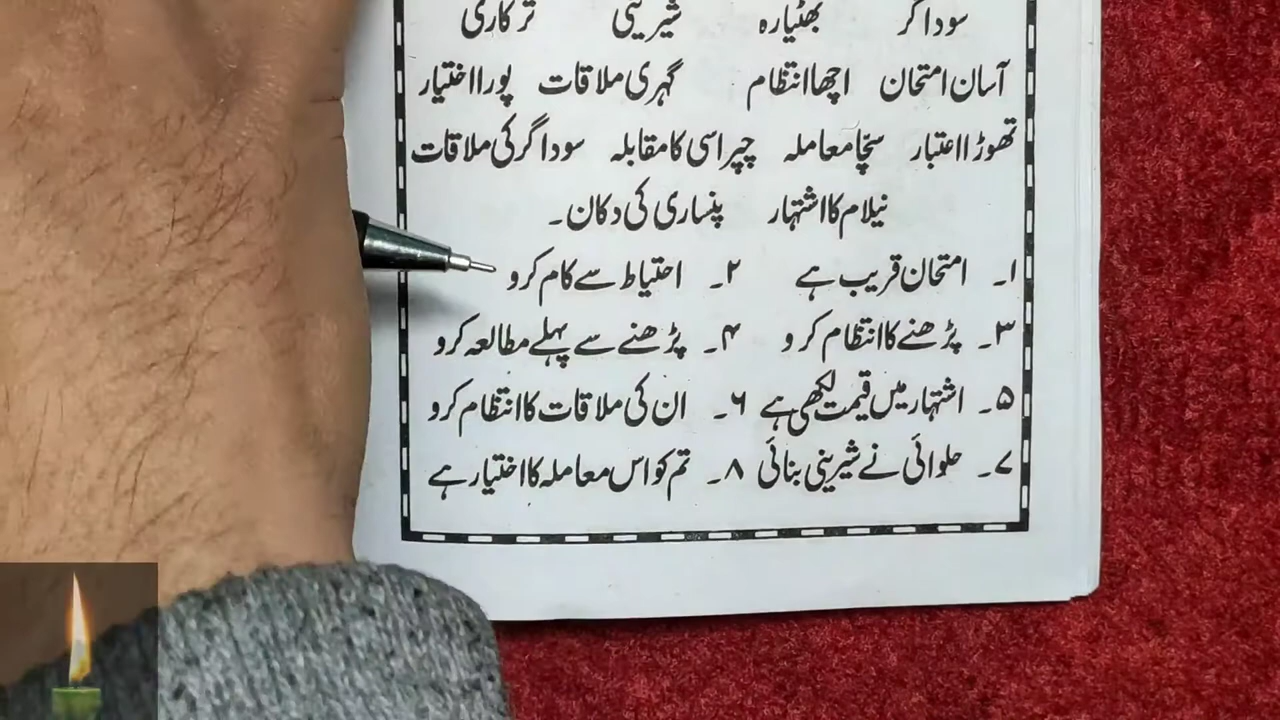 سوداگر بھٹیارہ شیرینی ترکاری
آسان امتحان اچھا انتظام گہری ملاقات پورا اختیار
تھوڑا اعتبار سچّا معاملہ چپراسی کا مقابلہ سوداگر کی ملاقات
نیلام کا اشتہار پنساری کی دکان۔
۱۔ امتحان قریب ہے ۲۔ احتیاط سے کام کرو
۳۔ پڑھنے کا انتظام کرو ۴۔ پڑھنے سے پہلے مطالعہ کرو
۵۔ اشتہار میں قیمت لکھی ہے ۶۔ ان کی ملاقات کا انتظام کرو
۷۔ حلوائی نے شیرینی بنائی ۸۔ تم کو اس معاملہ کا اختیار ہے